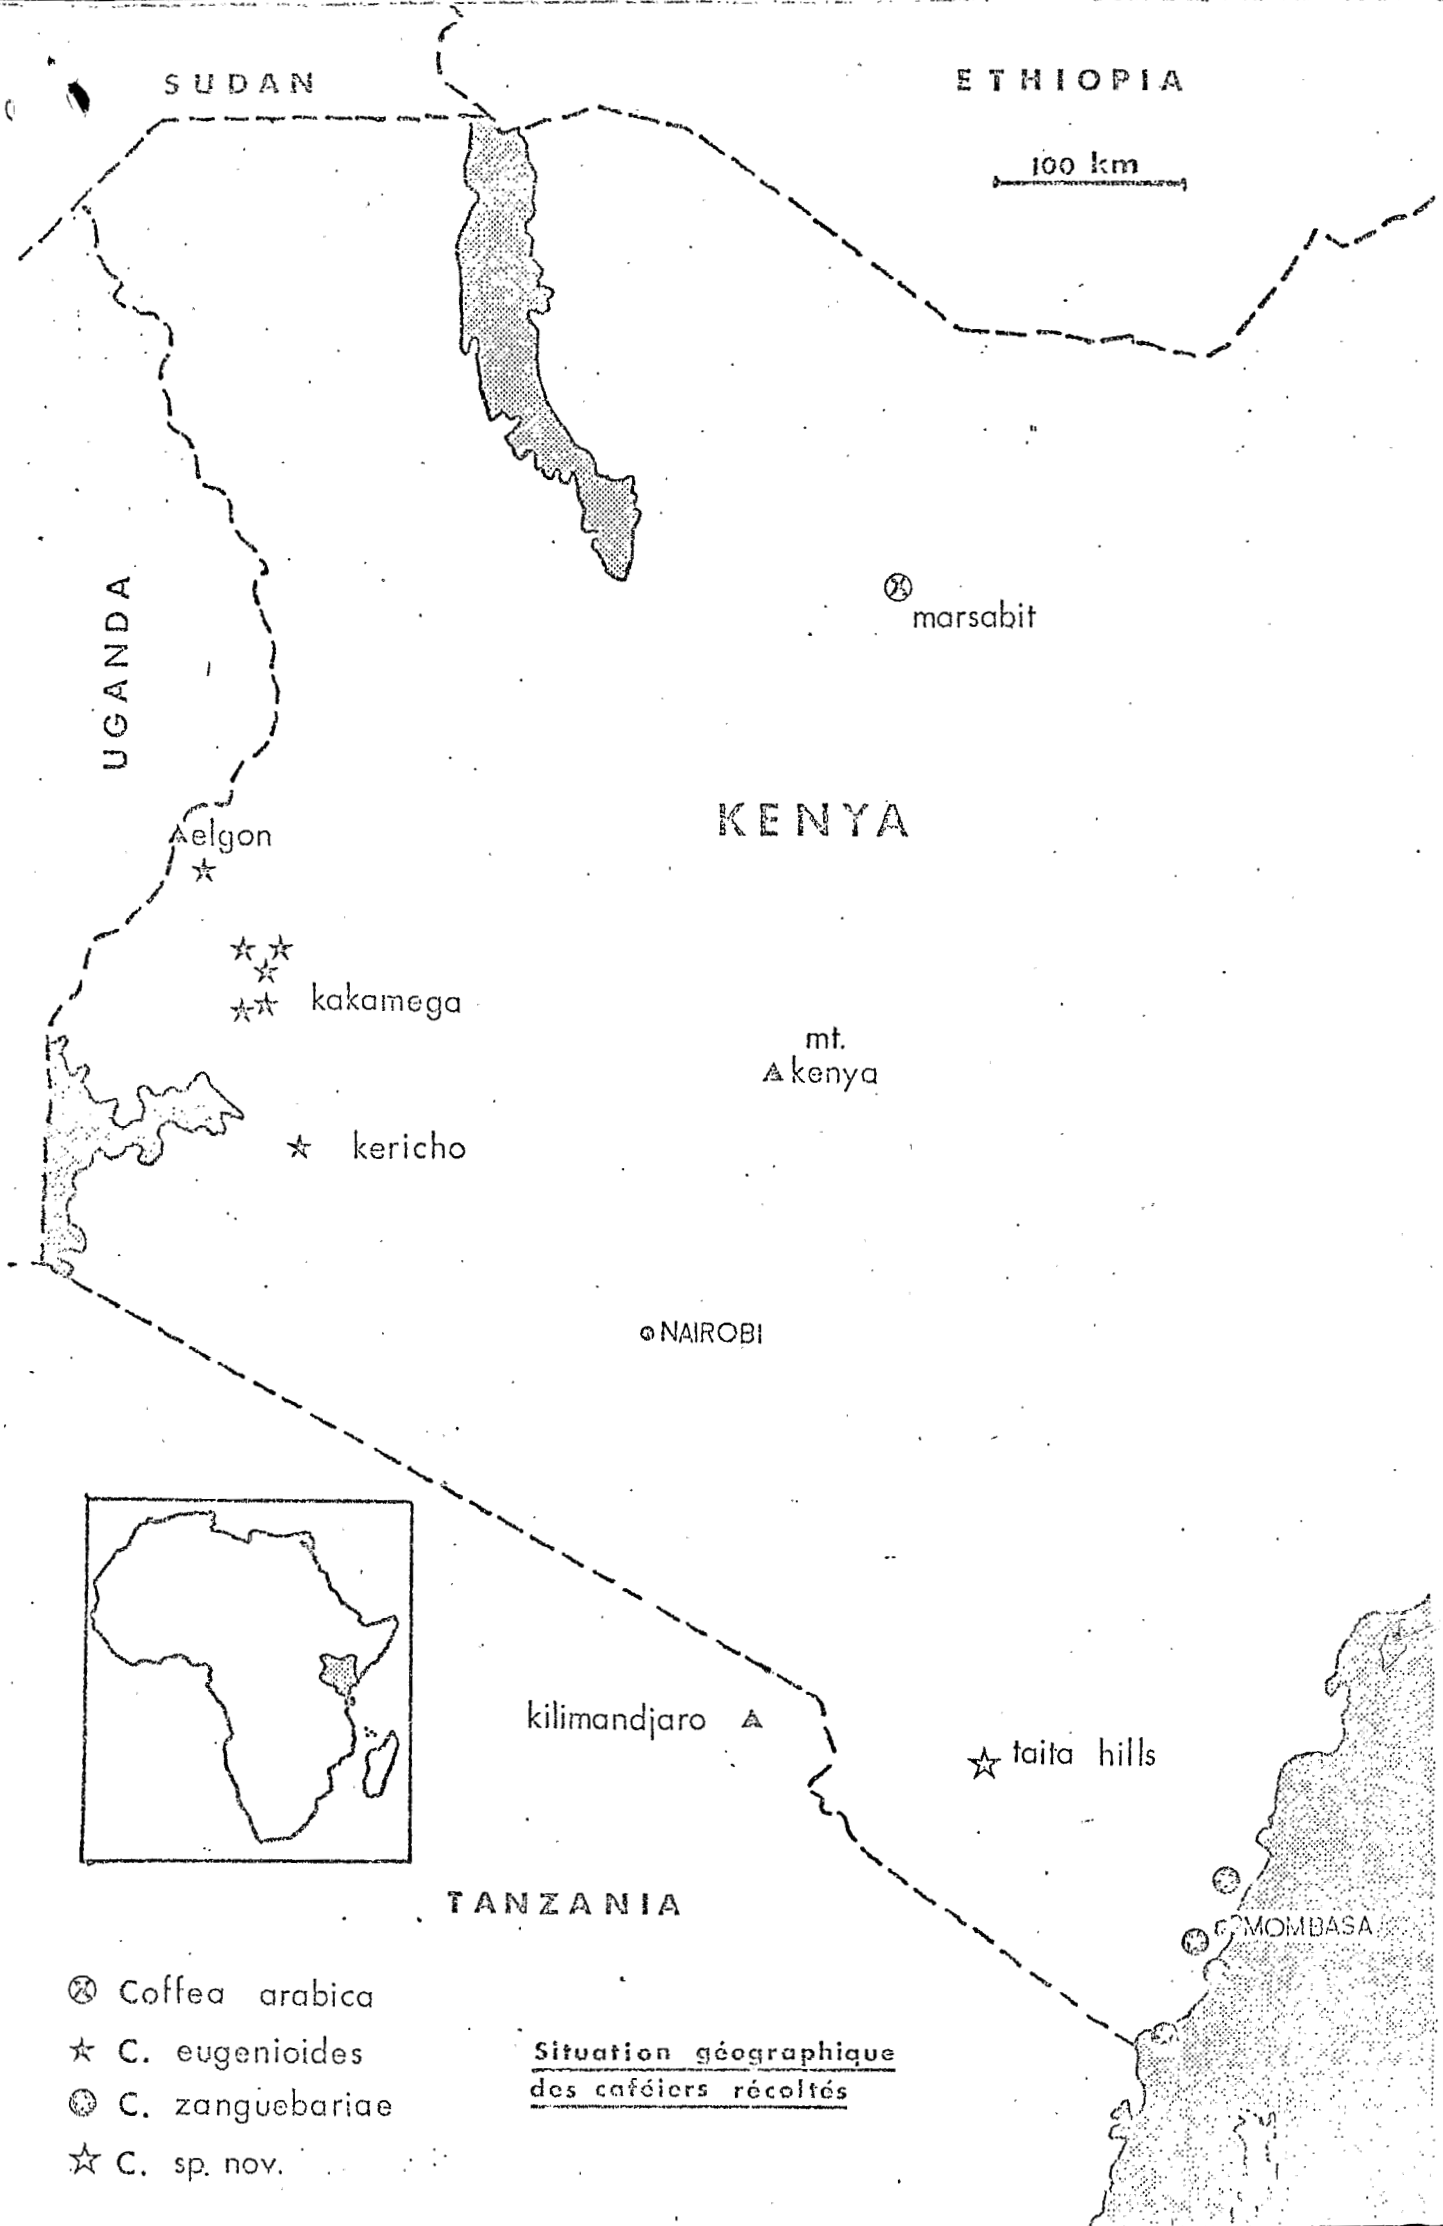 SUDAN
ETHIOPIA
100 km
UGANDA
marsabit
KENYA
elgon
kakamega
mt.
kenya
kericho
NAIROBI
kilimandjaro
taita hills
MOMBASA
TANZANIA
Coffea arabica
C. eugenioides
C. zanguebariae
C. sp. nov.
Situation géographique
des caféiers récoltés